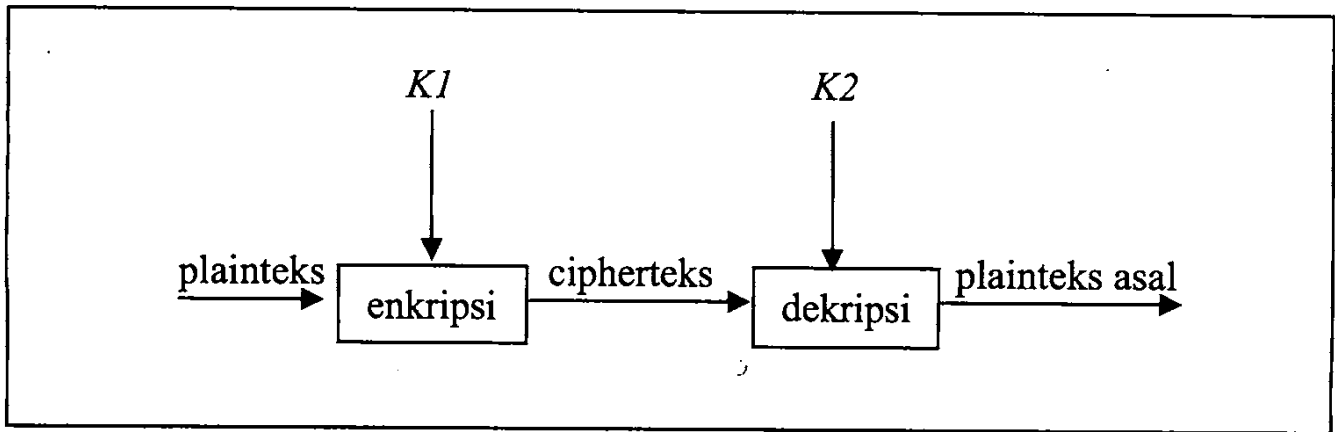 K1
K2
plainteks
enkripsi
cipherteks
dekripsi
plainteks asal